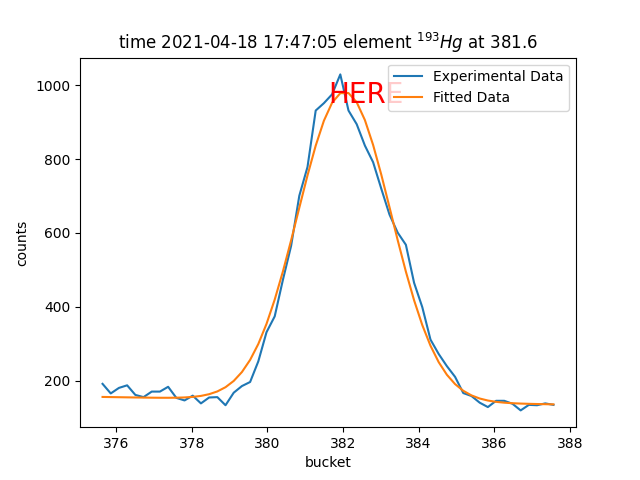 time 2021-04-18 17:47:05 element ¹⁹³Hg at 381.6
Experimental Data
Fitted Data
HERE
counts
1000
800
600
400
200
376 378 380 382 384 386 388
bucket